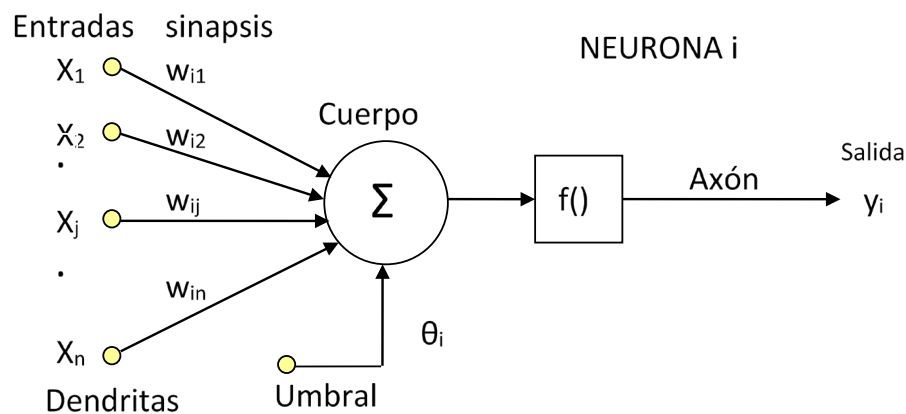 Entradas sinapsis
NEURONA i
X1 wi1
Cuerpo
X2 wi2
.
Σ
f()
Axón
Salida
yi
Xj wij
.
win
θi
Xn
Dendritas
Umbral